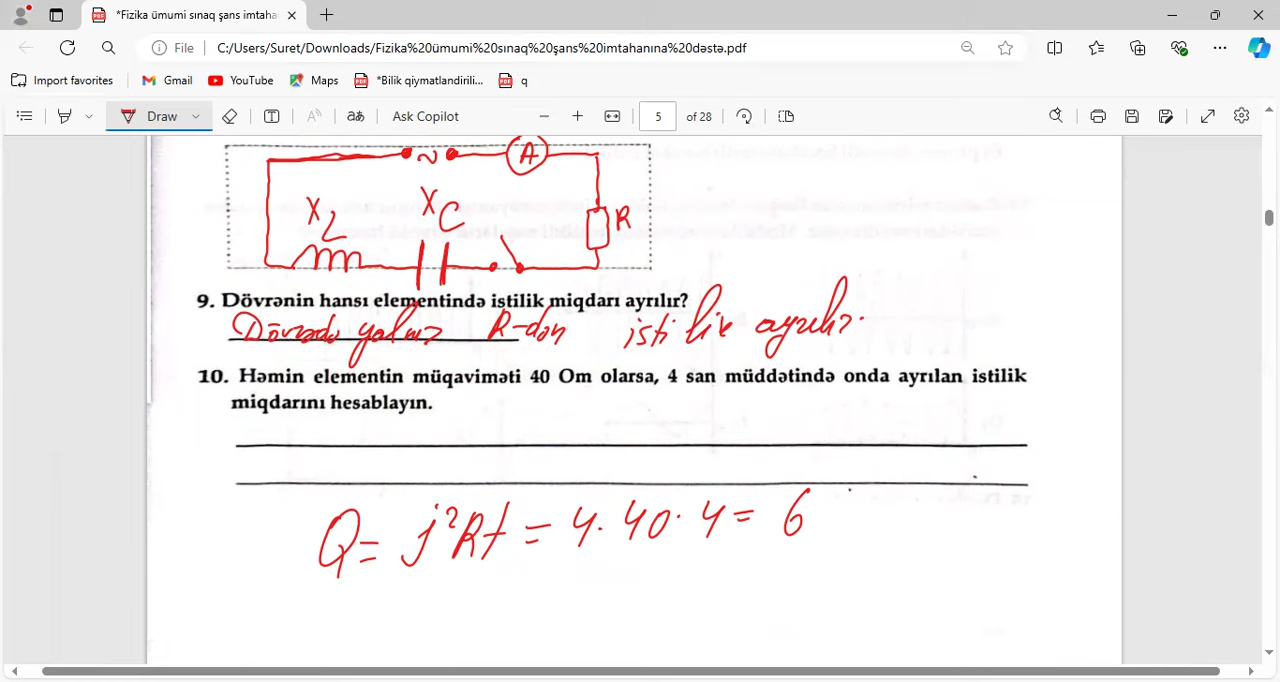 *Fizika ümumi sınaq şans imtaha
File C:/Users/Suret/Downloads/Fizika%20ümumi%20sınaq%20şans%20imtahanına%20dəstə.pdf
Import favorites Gmail YouTube Maps *Bilik qiymatlandirili... q
Draw Ask Copilot 5 of 28
~ A
X L X C R
9. Dövrənin hansı elementində istilik miqdarı ayrılır?
Dövrədə yalnız R-dən istilik ayrılır.
10. Həmin elementin müqaviməti 40 Om olarsa, 4 san müddətində onda ayrılan istilik
miqdarını hesablayın.
Q = j²Rt = 4 · 40 · 4 = 6